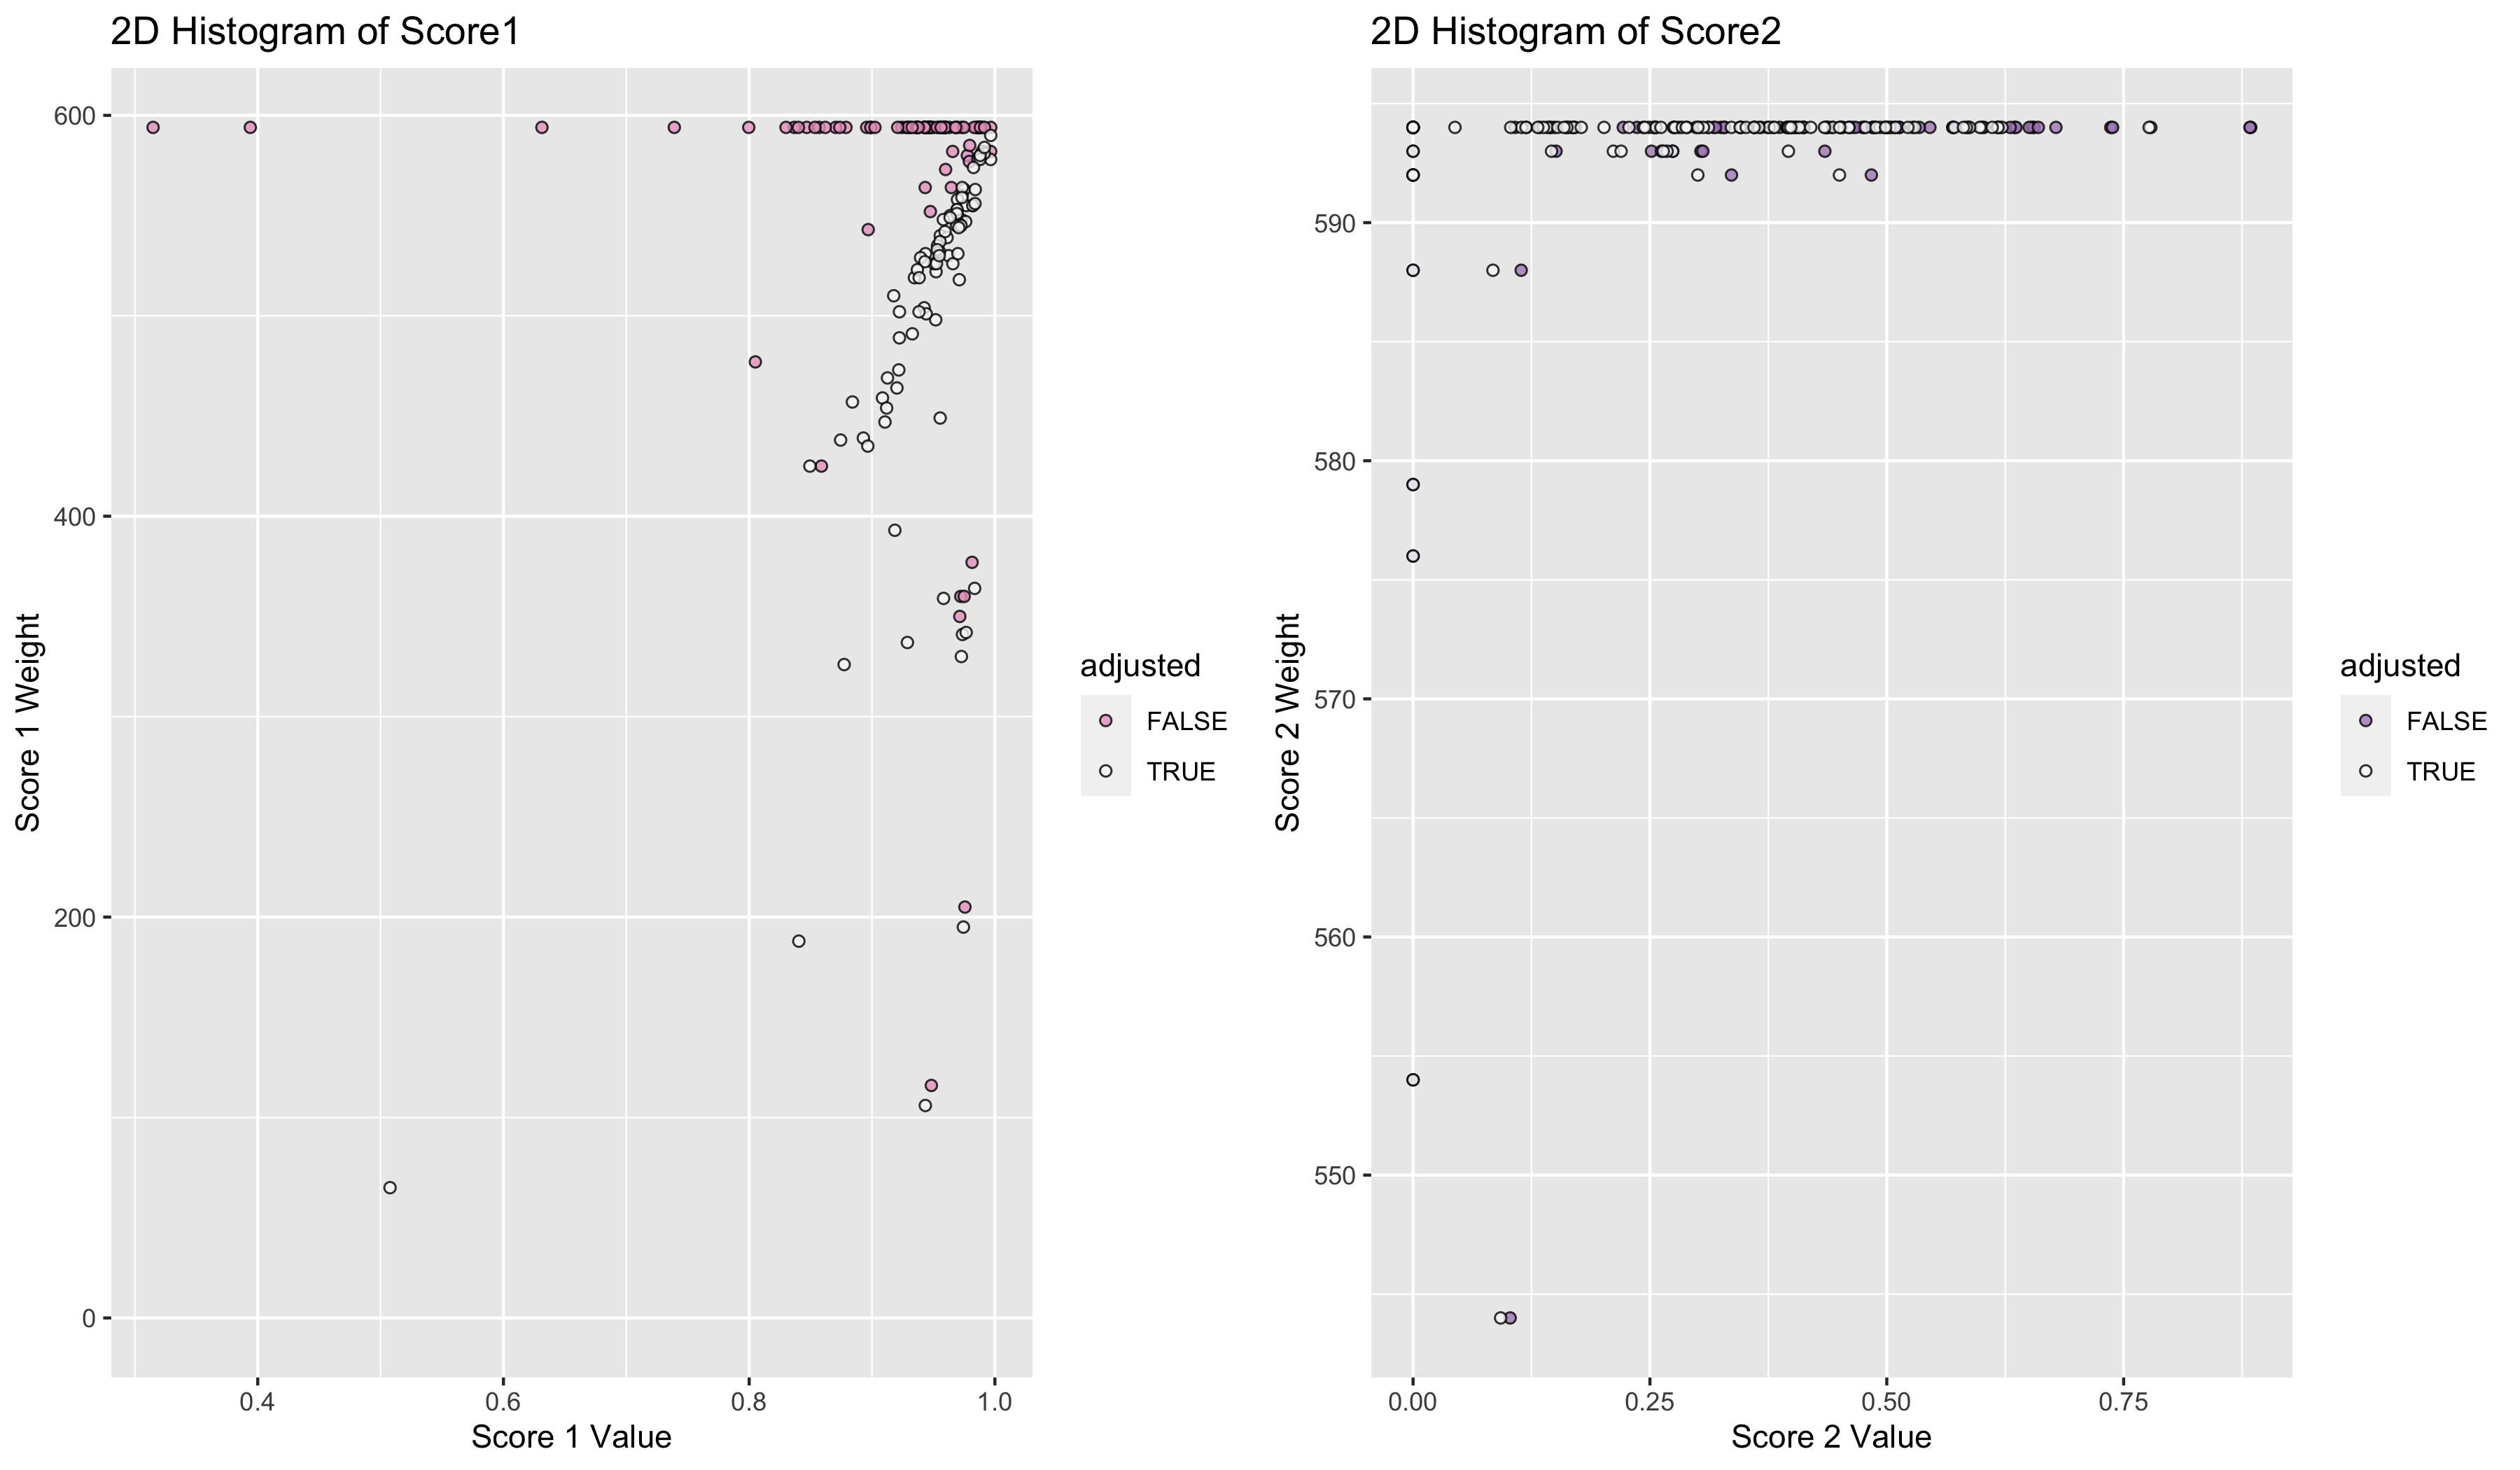 2D Histogram of Score1
600
400
200
0
Score 1 Weight
0.4
0.6
0.8
1.0
Score 1 Value
adjusted
FALSE
TRUE
2D Histogram of Score2
590
580
570
560
550
Score 2 Weight
0.00
0.25
0.50
0.75
Score 2 Value
adjusted
FALSE
TRUE